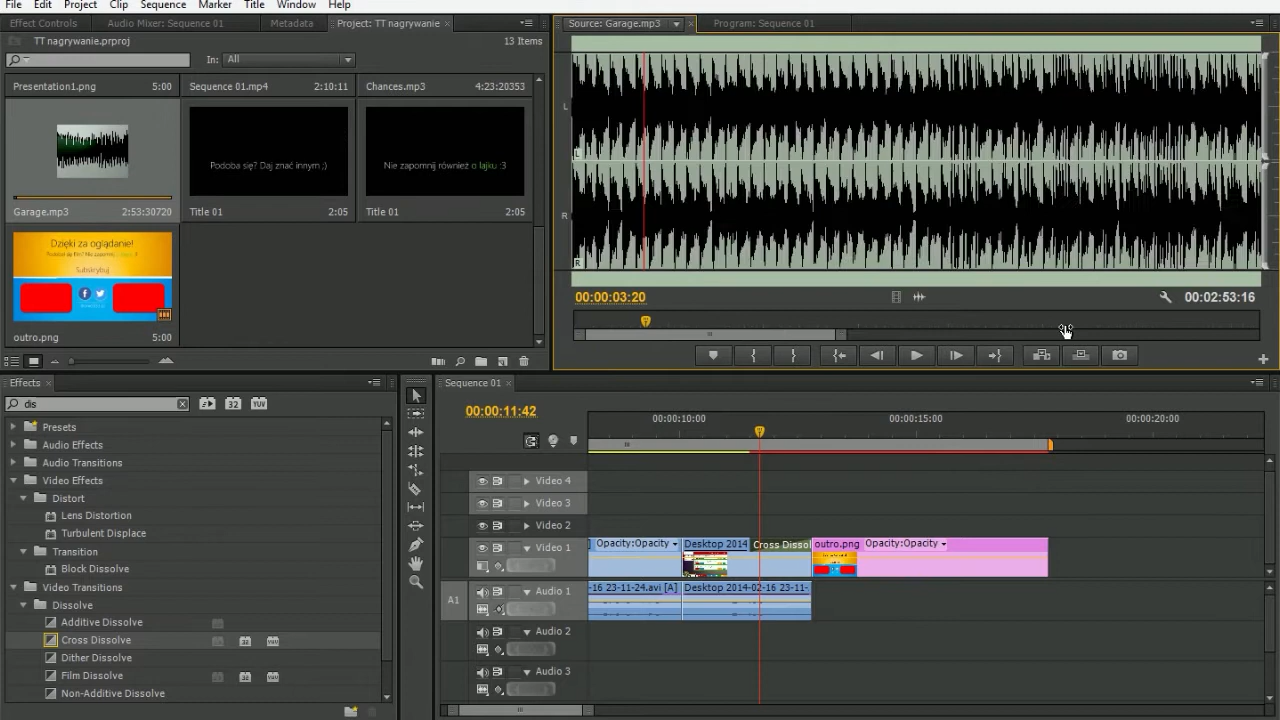 File Edit Project Clip Sequence Marker Title Window Help
Effect Controls Audio Mixer: Sequence 01 Metadata Project: TT nagrywanie
TT nagrywanie.prproj 13 Items
In: All
Presentation1.png 5:00 Sequence 01.mp4 2:10:11 Chances.mp3 4:23:20353
Podoba się? Daj znać innym ;)
Nie zapomnij również o lajku :3
Garage.mp3 2:53:30720 Title 01 2:05 Title 01 2:05
Dzięki za oglądanie!
Subskrybuj
outro.png 5:00
Source: Garage.mp3 Program: Sequence 01
L
L
R
R
00:00:03:20 00:02:53:16
Effects
dis
32 YUV
Presets
Audio Effects
Audio Transitions
Video Effects
Distort
Lens Distortion
Turbulent Displace
Transition
Block Dissolve
Video Transitions
Dissolve
Additive Dissolve
Cross Dissolve
Dither Dissolve
Film Dissolve
Non-Additive Dissolve
Sequence 01
00:00:11:42
00:00:10:00 00:00:15:00 00:00:20:00
Video 4
Video 3
Video 2
Video 1
Opacity:Opacity Desktop 2014 Cross Dissol outro.png Opacity:Opacity
A1 Audio 1
-16 23-11-24.avi [A] Desktop 2014-02-16 23-11-
Audio 2
Audio 3